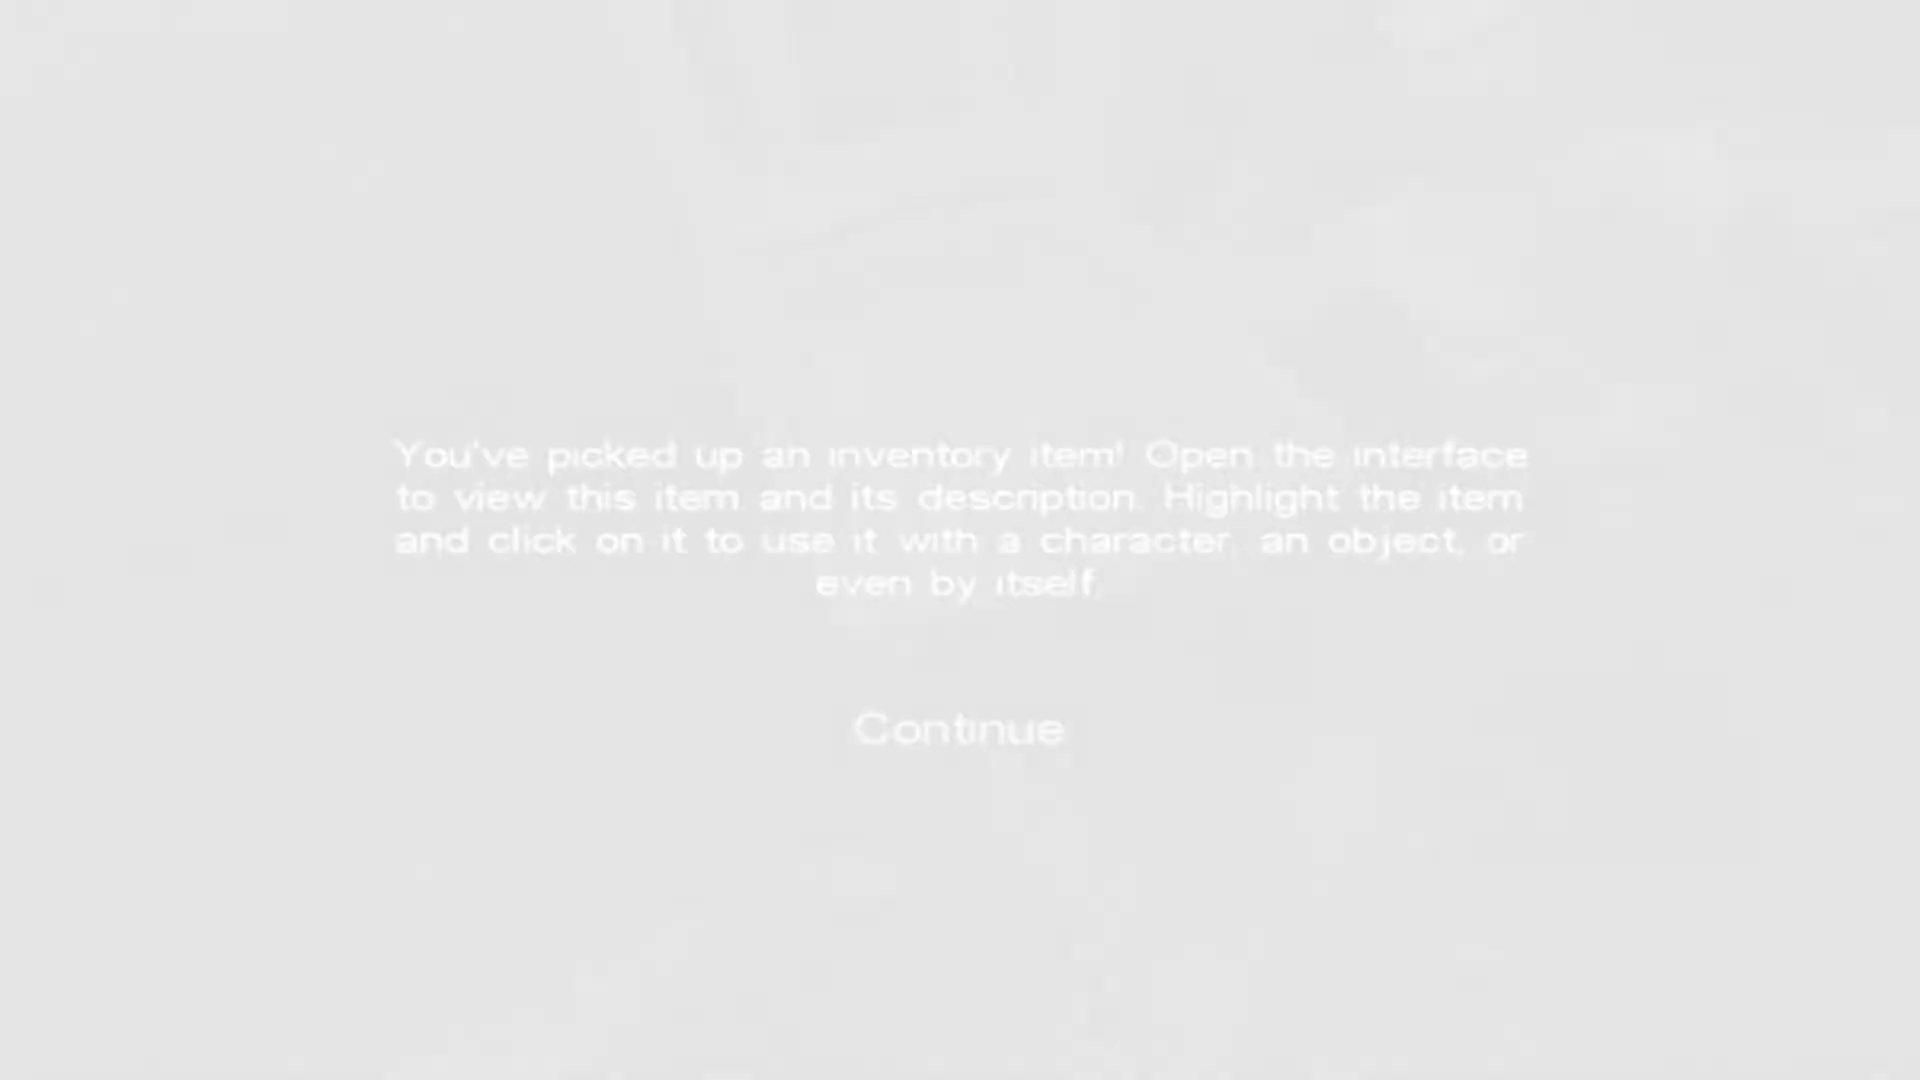 You've picked up an inventory item! Open the interface
to view this item and its description. Highlight the item
and click on it to use it with a character, an object, or
even by itself.
Continue